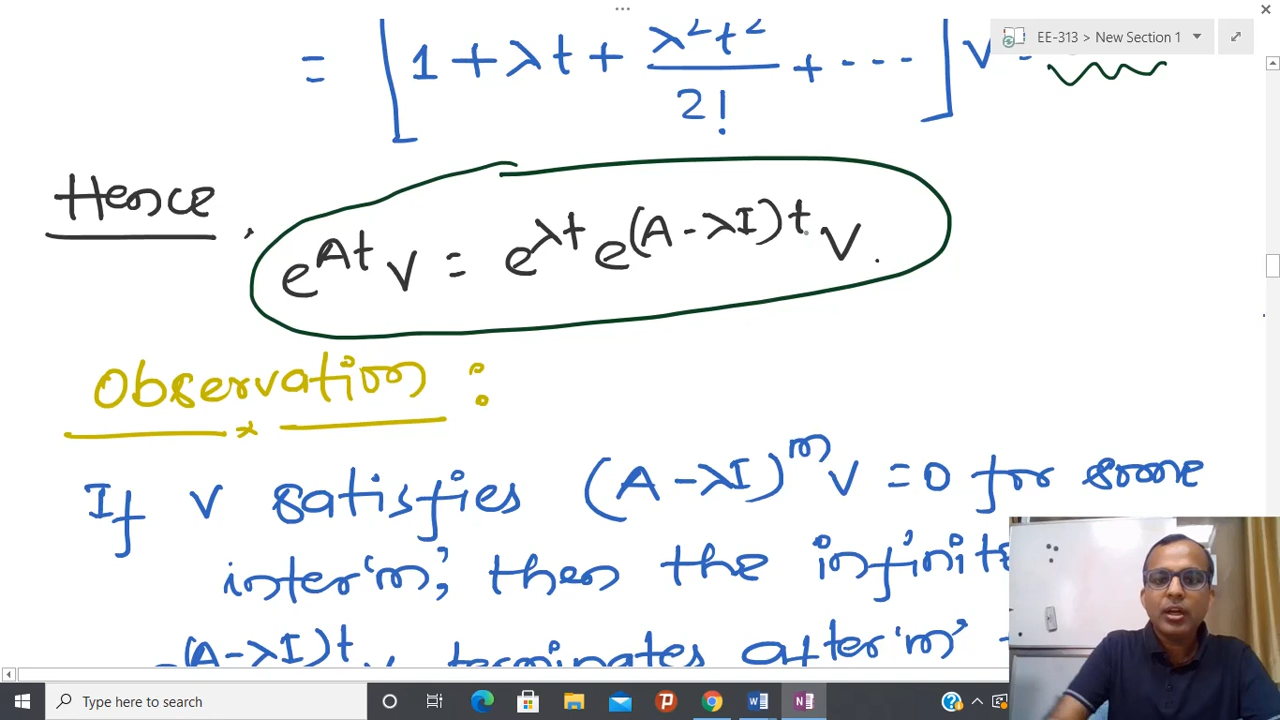 EE-313 > New Section 1
= [1 + λt + λ²t²/2! + ---] v =
Hence,
e^{At} v = e^{λt} e^{(A-λI)t} v.
Observation :
If v satisfies (A-λI)^m v = 0 for some
inter 'm', then the infinite
(A-λI)t v terminates after 'm'
Type here to search